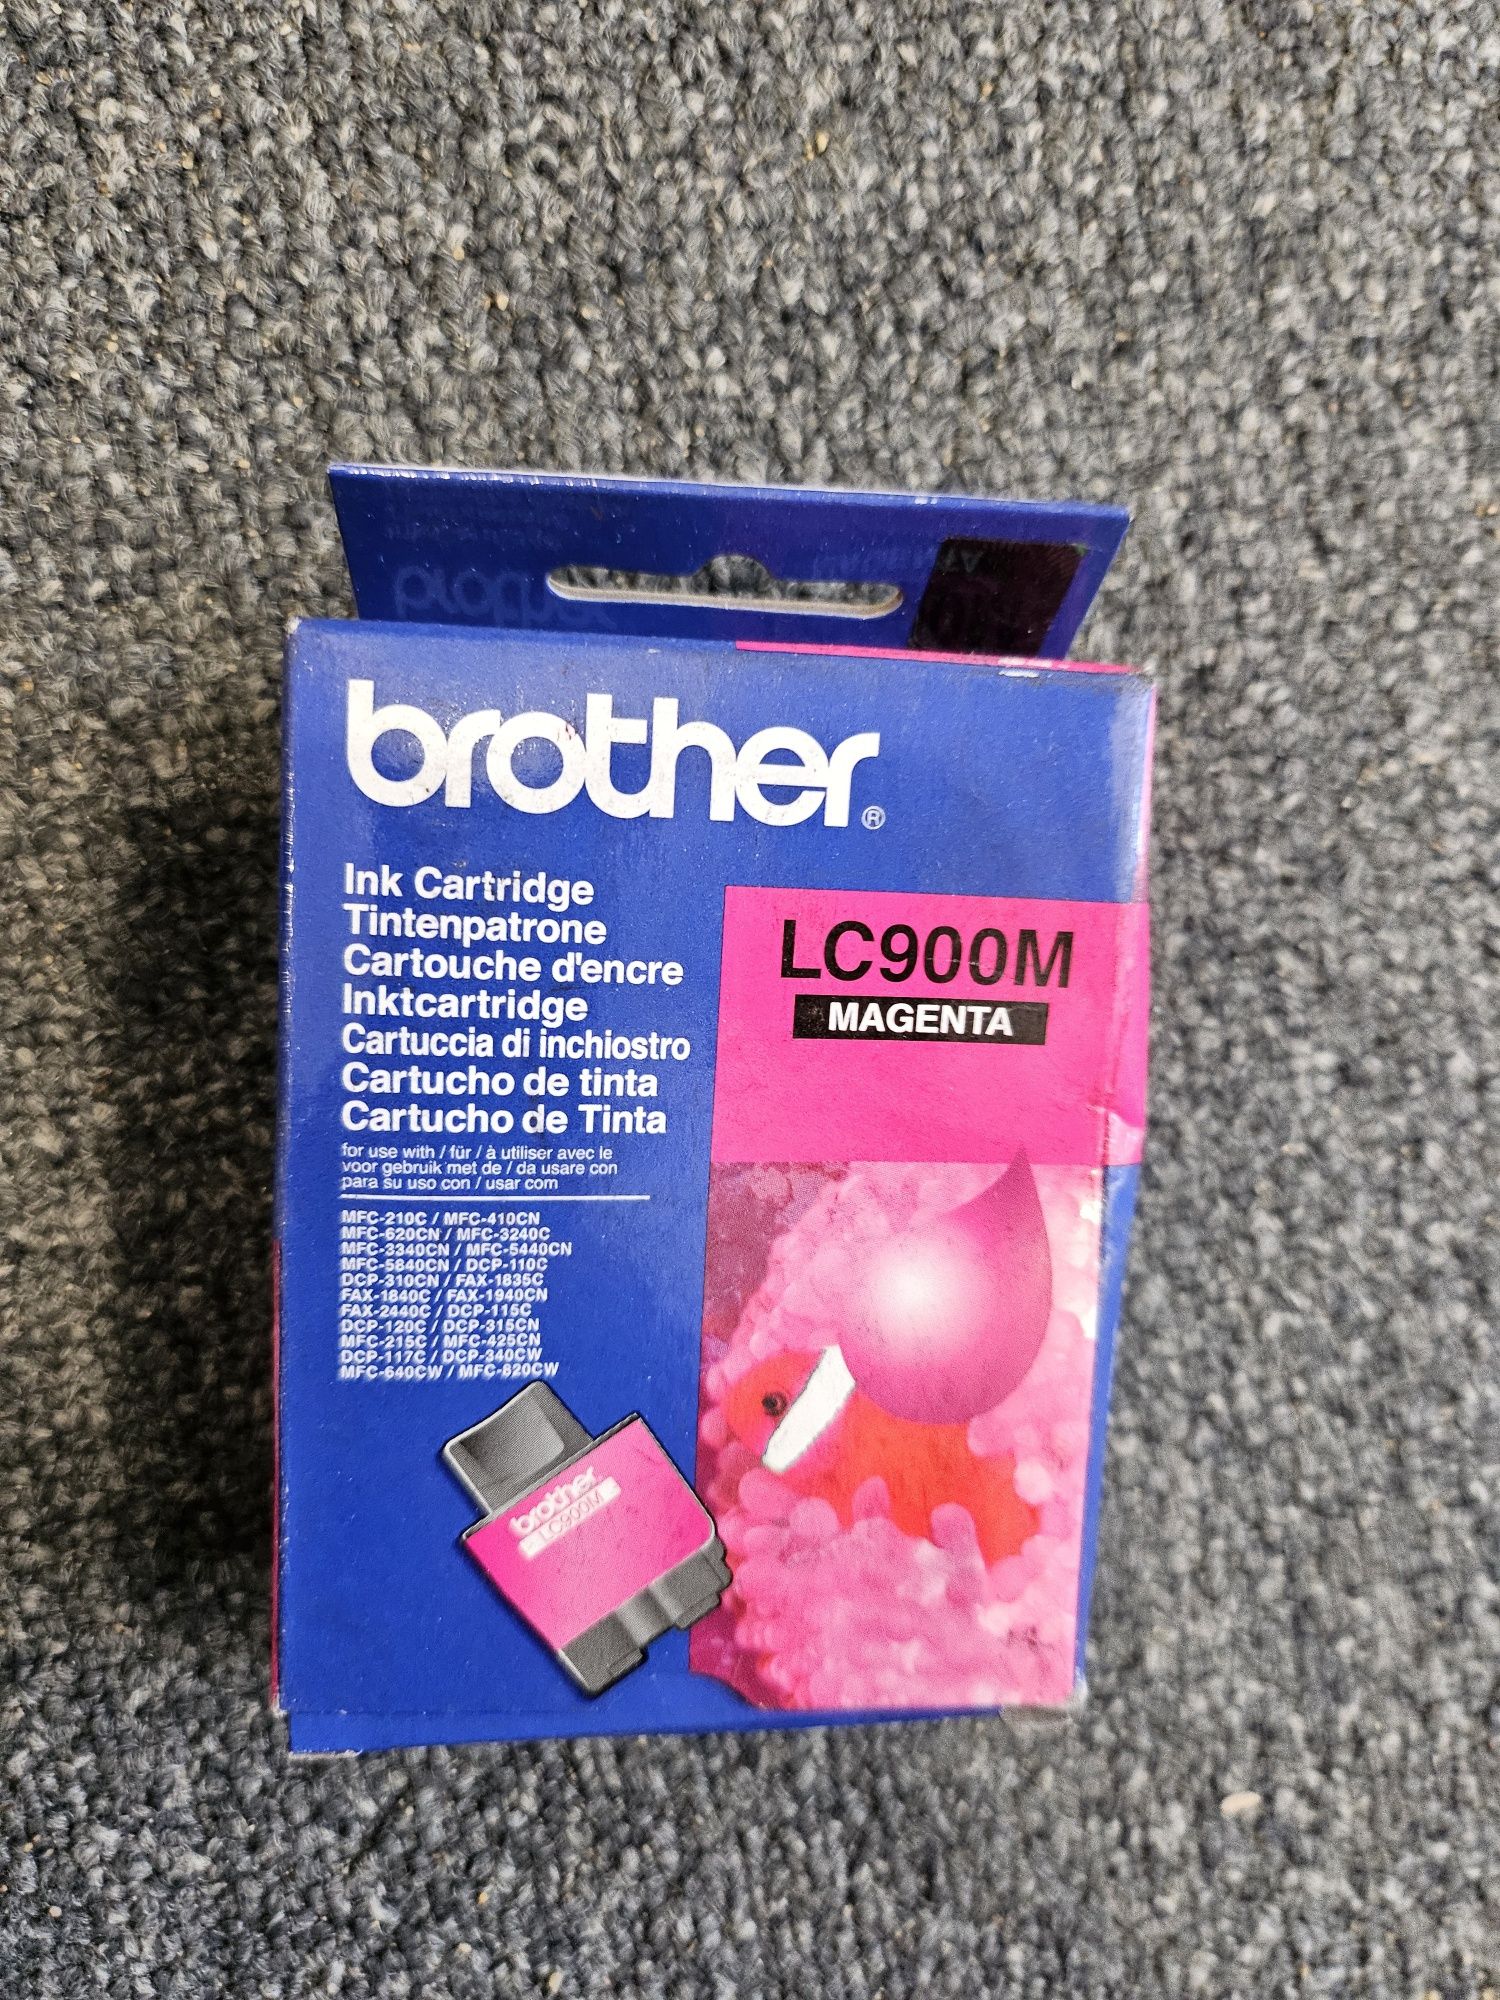 brother®
Ink Cartridge
Tintenpatrone
Cartouche d'encre
Inktcartridge
Cartuccia di inchiostro
Cartucho de tinta
Cartucho de Tinta
for use with / für / à utiliser avec le
voor gebruik met de / da usare con
para su uso con / usar com
MFC-210C / MFC-410CN
MFC-620CN / MFC-3240C
MFC-3340CN / MFC-5440CN
MFC-5840CN / DCP-110C
DCP-310CN / FAX-1835C
FAX-1840C / FAX-1940CN
FAX-2440C / DCP-115C
DCP-120C / DCP-315CN
MFC-215C / MFC-425CN
DCP-117C / DCP-340CW
MFC-640CW / MFC-820CW
LC900M
MAGENTA
brother
LC900M